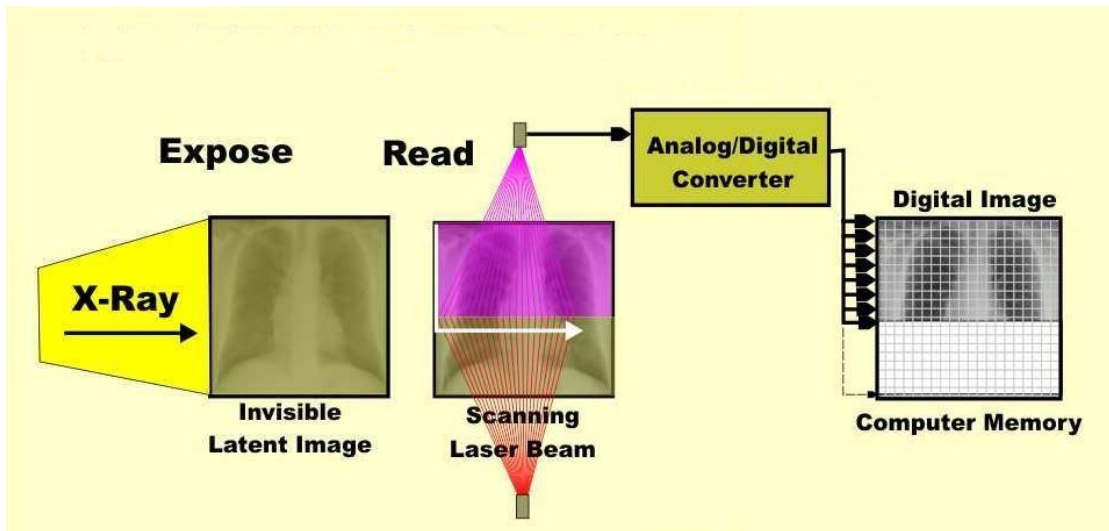 Expose
Read
Analog/Digital
Converter
Digital Image
X-Ray
Invisible
Latent Image
Scanning
Laser Beam
Computer Memory